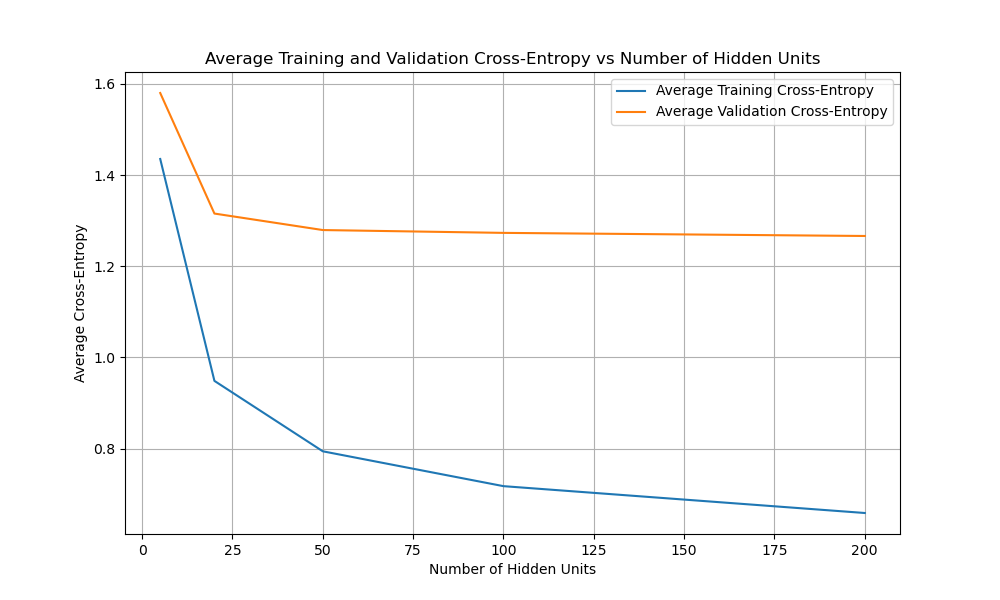 Average Training and Validation Cross-Entropy vs Number of Hidden Units
Average Training Cross-Entropy
Average Validation Cross-Entropy
Average Cross-Entropy
1.6
1.4
1.2
1.0
0.8
0 25 50 75 100 125 150 175 200
Number of Hidden Units